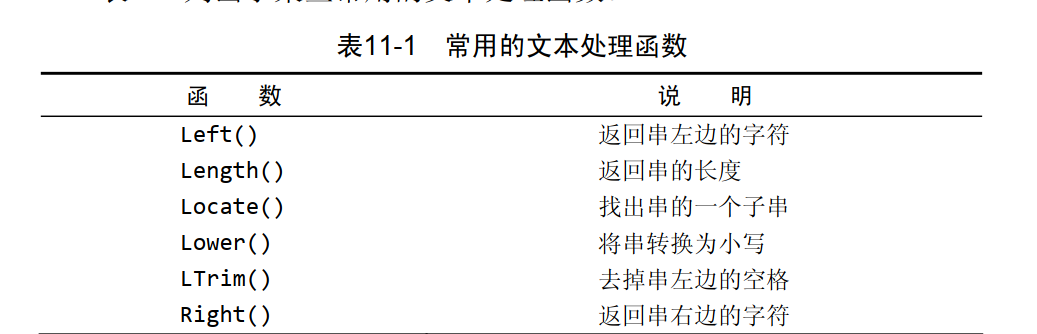 表11-1 常用的文本处理函数
函 数 说 明
Left() 返回串左边的字符
Length() 返回串的长度
Locate() 找出串的一个子串
Lower() 将串转换为小写
LTrim() 去掉串左边的空格
Right() 返回串右边的字符